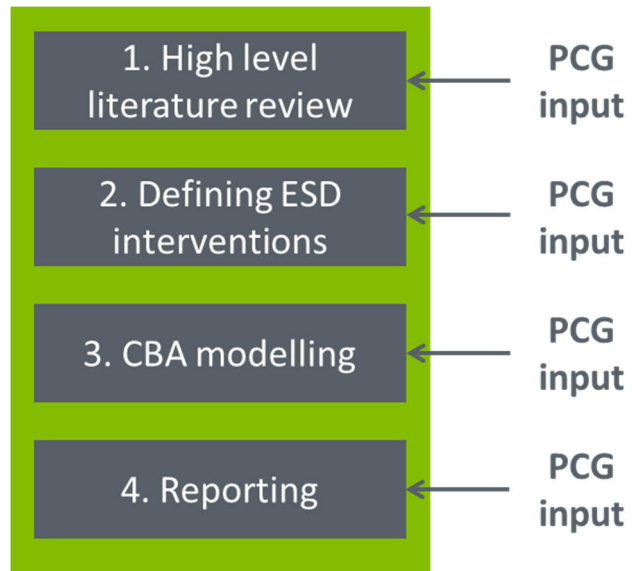 1. High level
literature review
PCG
input
2. Defining ESD
interventions
PCG
input
3. CBA modelling
PCG
input
4. Reporting
PCG
input